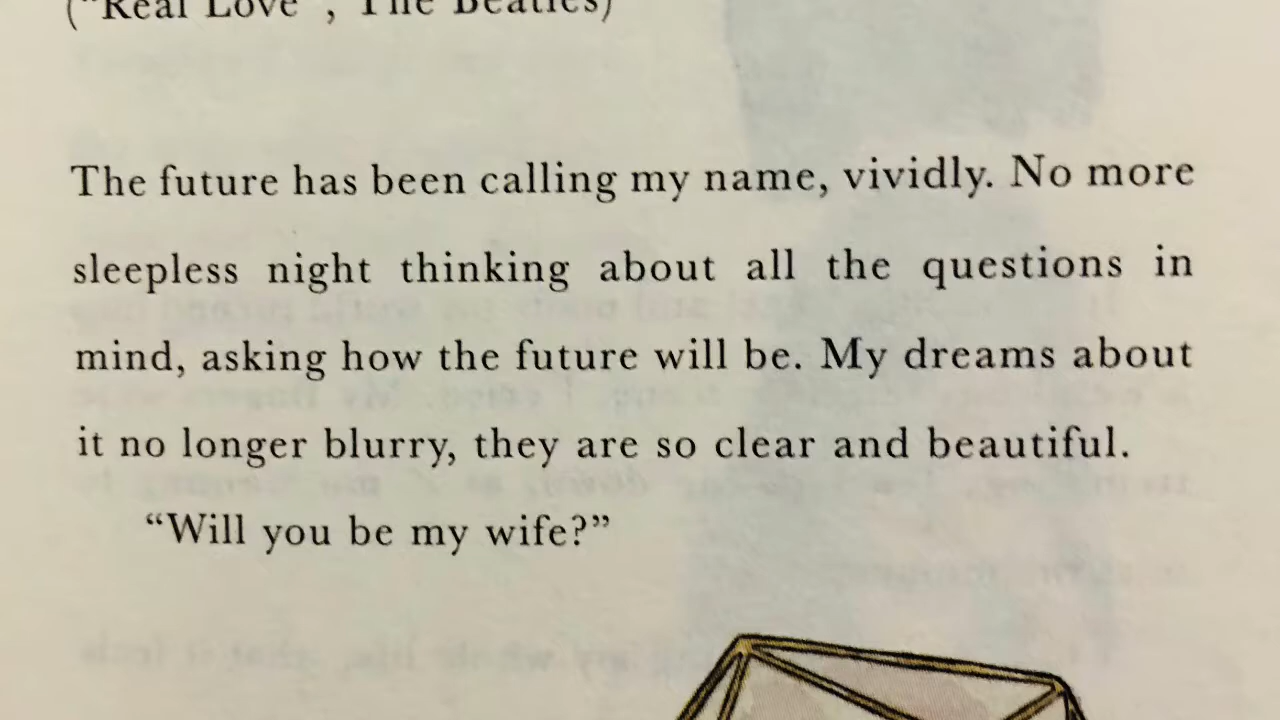 ("Real Love", The Beatles)
The future has been calling my name, vividly. No more
sleepless night thinking about all the questions in
mind, asking how the future will be. My dreams about
it no longer blurry, they are so clear and beautiful.
“Will you be my wife?”